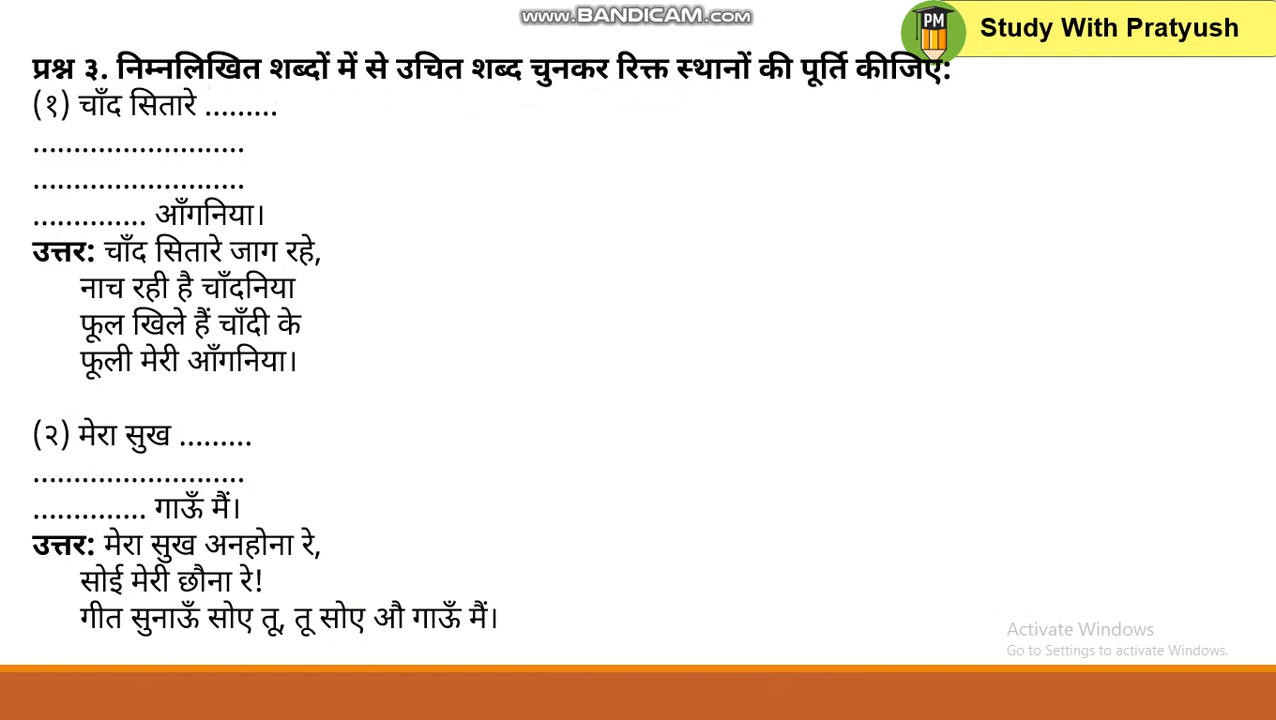 www.BANDICAM.com
PM
Study With Pratyush
प्रश्न ३. निम्नलिखित शब्दों में से उचित शब्द चुनकर रिक्त स्थानों की पूर्ति कीजिए:
(१) चाँद सितारे .........
..........................
..........................
.............. आँगनिया।
उत्तर: चाँद सितारे जाग रहे,
नाच रही है चाँदनिया
फूल खिले हैं चाँदी के
फूली मेरी आँगनिया।
(२) मेरा सुख .........
..........................
.............. गाऊँ मैं।
उत्तर: मेरा सुख अनहोना रे,
सोई मेरी छौना रे!
गीत सुनाऊँ सोए तू, तू सोए औ गाऊँ मैं।
Activate Windows
Go to Settings to activate Windows.